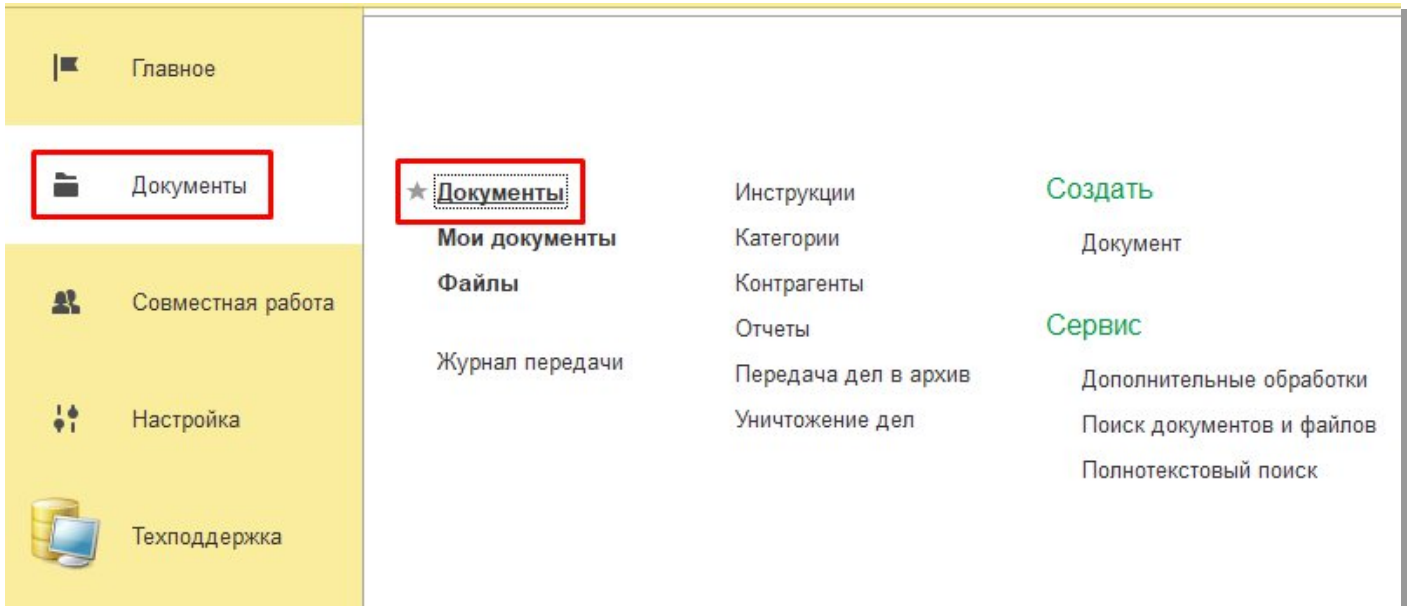 Главное
Документы
Совместная работа
Настройка
Техподдержка
Документы
Мои документы
Файлы
Журнал передачи
Инструкции
Категории
Контрагенты
Отчеты
Передача дел в архив
Уничтожение дел
Создать
Документ
Сервис
Дополнительные обработки
Поиск документов и файлов
Полнотекстовый поиск